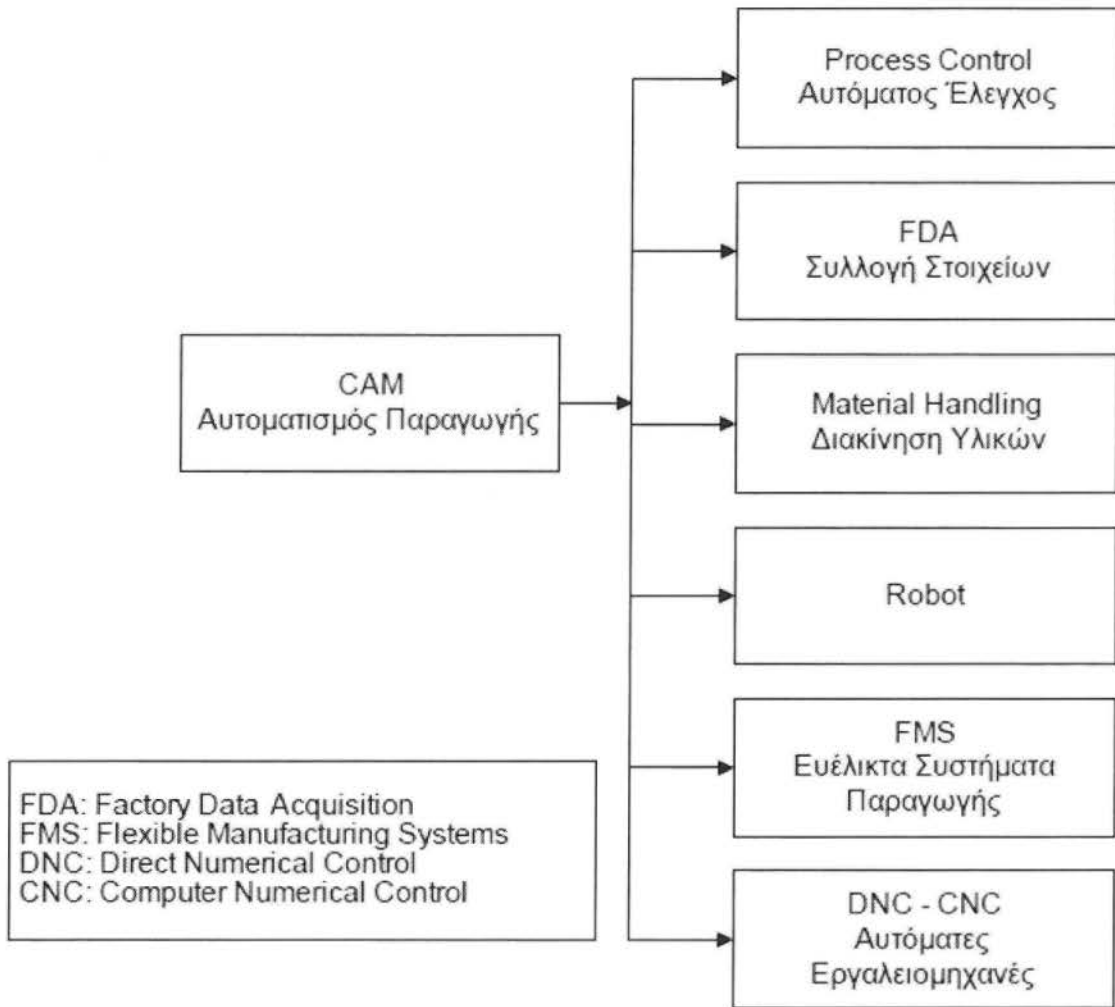 Process Control
Αυτόματος Έλεγχος
FDA
Συλλογή Στοιχείων
CAM
Αυτοματισμός Παραγωγής
Material Handling
Διακίνηση Υλικών
Robot
FMS
Ευέλικτα Συστήματα
Παραγωγής
FDA: Factory Data Acquisition
FMS: Flexible Manufacturing Systems
DNC: Direct Numerical Control
CNC: Computer Numerical Control
DNC - CNC
Αυτόματες
Εργαλειομηχανές